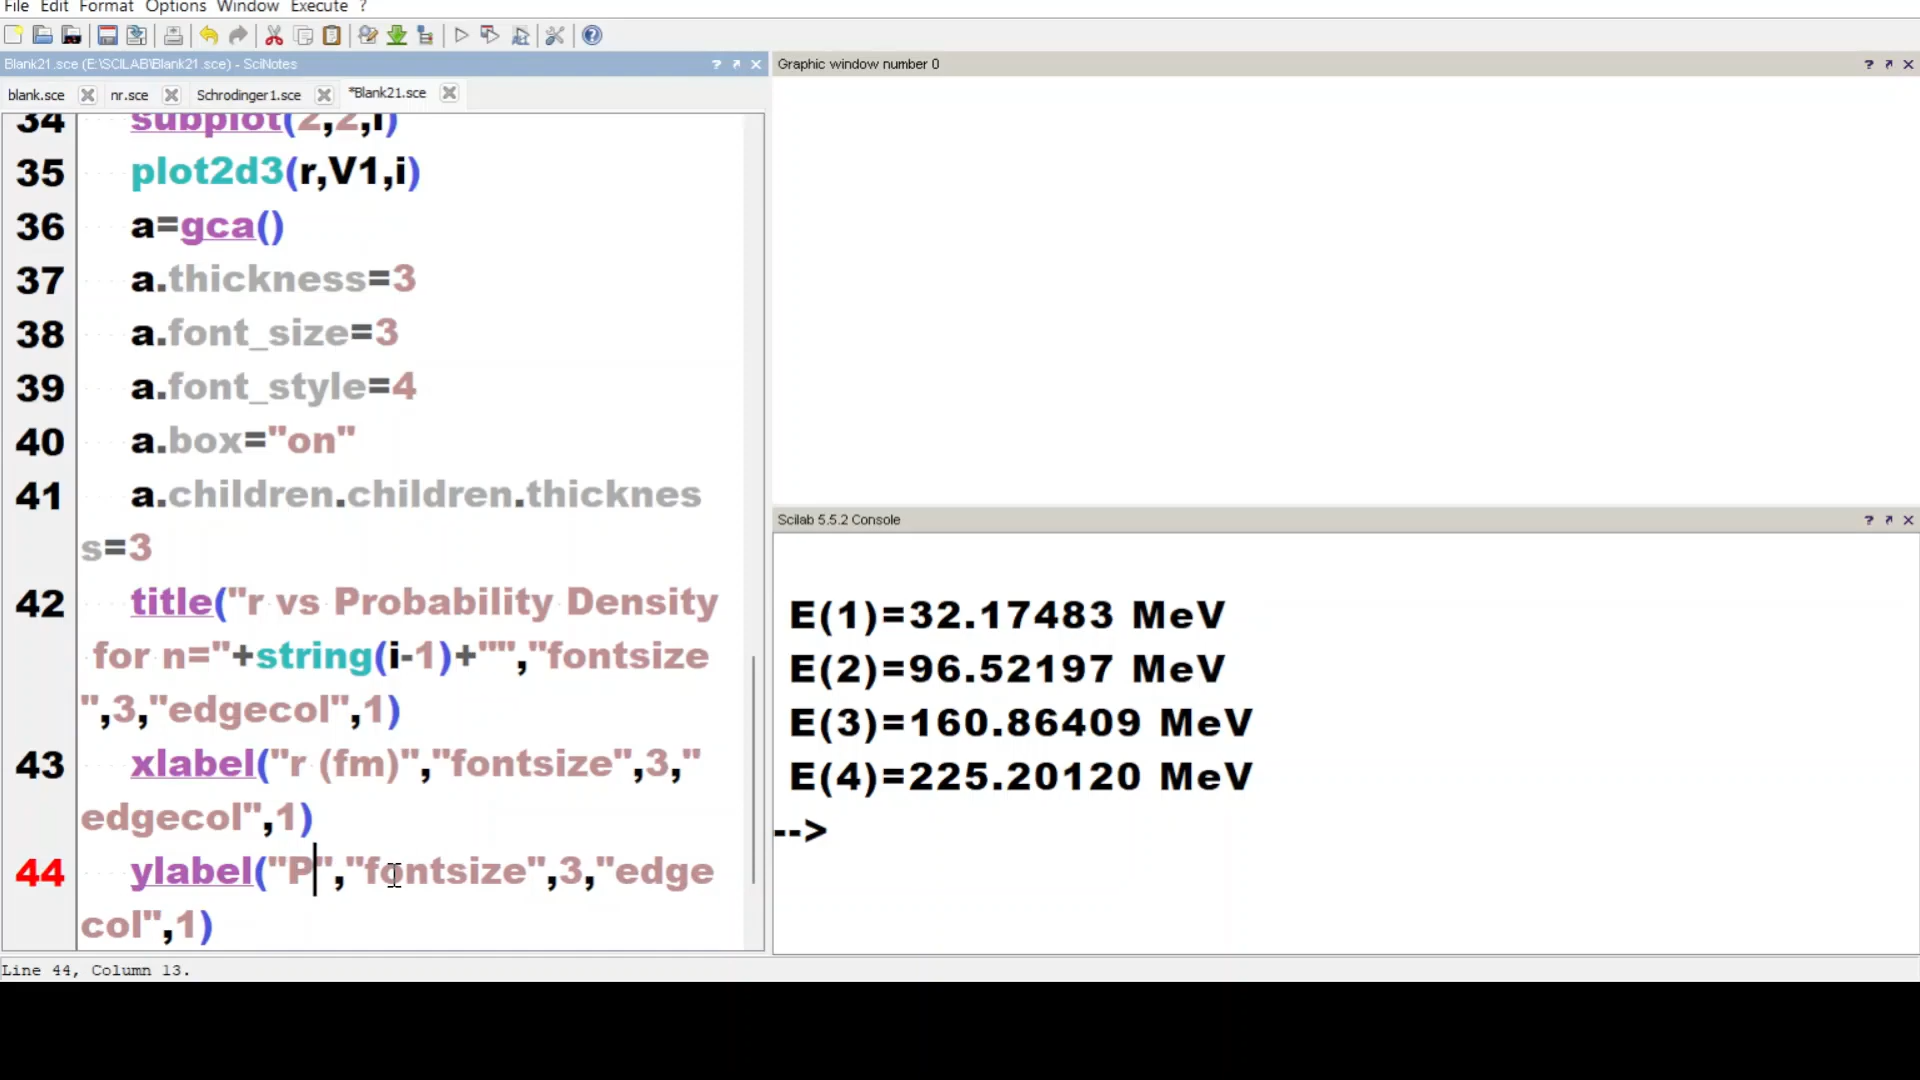 File Edit Format Options Window Execute ?
Blank21.sce (E:\SCILAB\Blank21.sce) - SciNotes
Graphic window number 0
blank.sce nr.sce Schrodinger1.sce *Blank21.sce
34 subplot(2,2,i)
35 plot2d3(r,V1,i)
36 a=gca()
37 a.thickness=3
38 a.font_size=3
39 a.font_style=4
40 a.box="on"
41 a.children.children.thicknes
s=3
42 title("r vs Probability Density
for n="+string(i-1)+"","fontsize
",3,"edgecol",1)
43 xlabel("r (fm)","fontsize",3,"
edgecol",1)
44 ylabel("P","fontsize",3,"edge
col",1)
Line 44, Column 13.
Scilab 5.5.2 Console
E(1)=32.17483 MeV
E(2)=96.52197 MeV
E(3)=160.86409 MeV
E(4)=225.20120 MeV
-->